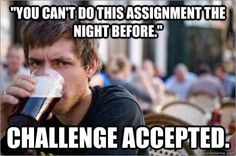 "YOU CAN'T DO THIS ASSIGNMENT THE
NIGHT BEFORE."
CHALLENGE ACCEPTED.